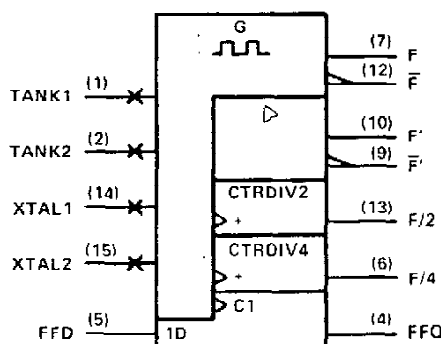 G
(7) F
(12) F̅
TANK1 (1)
(10) F'
TANK2 (2)
(9) F̅'
CTRDIV2
XTAL1 (14)
+ (13) F/2
CTRDIV4
XTAL2 (15)
+ (6) F/4
C1
FFD (5) 1D (4) FFQ